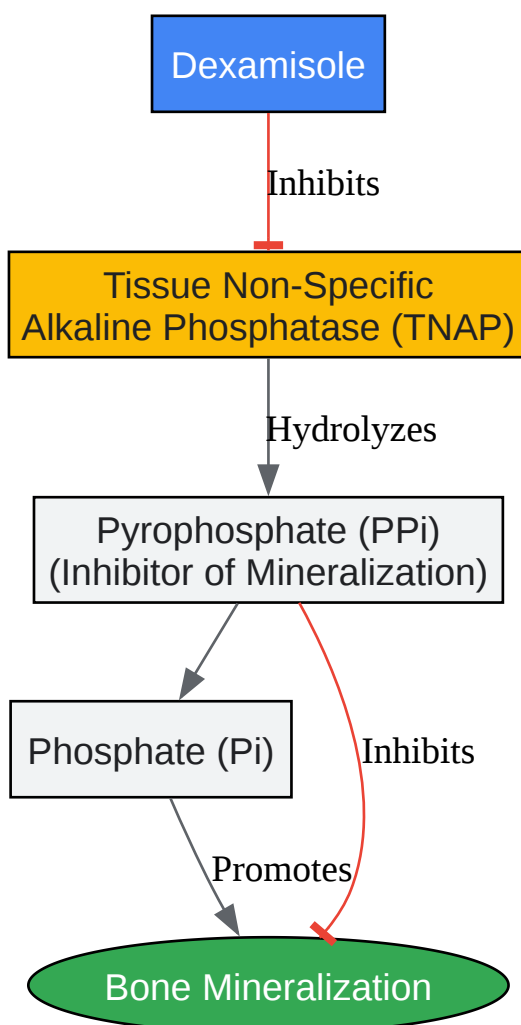 Dexamisole
Inhibits
Tissue Non-Specific
Alkaline Phosphatase (TNAP)
Hydrolyzes
Pyrophosphate (PPi)
(Inhibitor of Mineralization)
Phosphate (Pi)
Inhibits
Promotes
Bone Mineralization